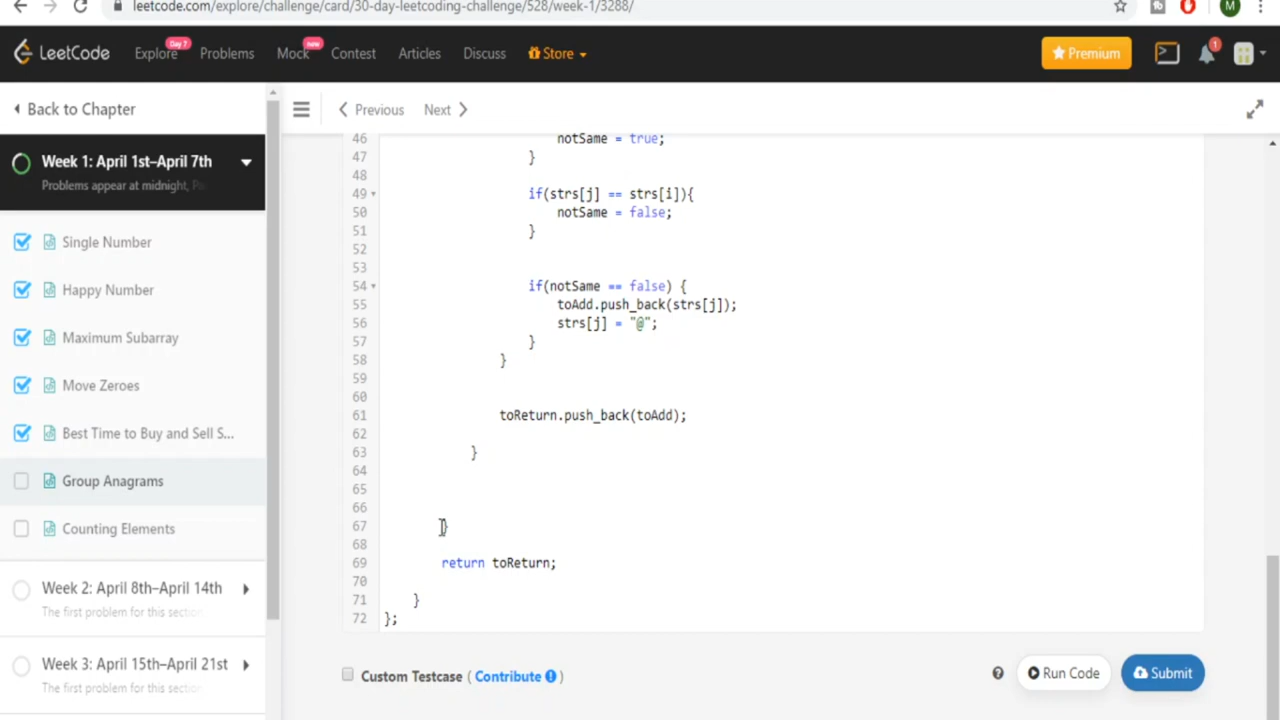 leetcode.com/explore/challenge/card/30-day-leetcoding-challenge/528/week-1/3288/
M
LeetCode
Explore
Day 7
Problems
Mock
new
Contest
Articles
Discuss
Store
Premium
1
Back to Chapter
Previous
Next
Week 1: April 1st–April 7th
Problems appear at midnight,
Single Number
Happy Number
Maximum Subarray
Move Zeroes
Best Time to Buy and Sell S...
Group Anagrams
Counting Elements
Week 2: April 8th–April 14th
The first problem for this section
Week 3: April 15th–April 21st
The first problem for this section
46 notSame = true;
47 }
48
49 if(strs[j] == strs[i]){
50 notSame = false;
51 }
52
53
54 if(notSame == false) {
55 toAdd.push_back(strs[j]);
56 strs[j] = "@";
57 }
58 }
59
60
61 toReturn.push_back(toAdd);
62
63 }
64
65
66
67 }
68
69 return toReturn;
70
71 }
72 };
Custom Testcase ( Contribute )
? Run Code
Submit